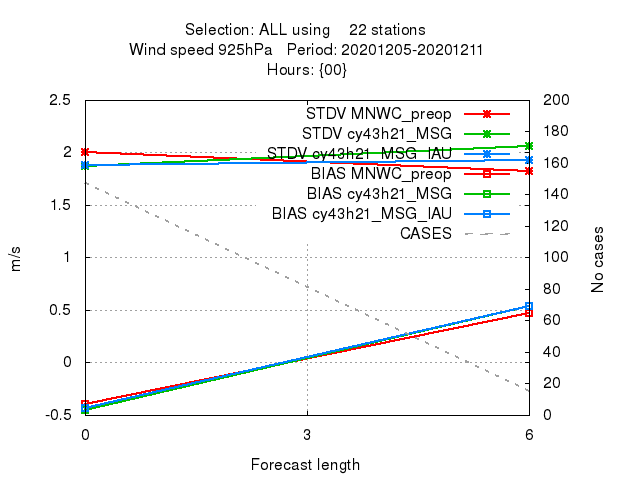 Selection: ALL using 22 stations
Wind speed 925hPa Period: 20201205-20201211
Hours: {00}
2.5
2
1.5
1
0.5
0
-0.5
200
180
160
140
120
100
80
60
40
20
0
STDV MNWC_preop
STDV cy43h21_MSG
STDV cy43h21_MSG_IAU
BIAS MNWC_preop
BIAS cy43h21_MSG
BIAS cy43h21_MSG_IAU
CASES
m/s
No cases
0 3 6
Forecast length